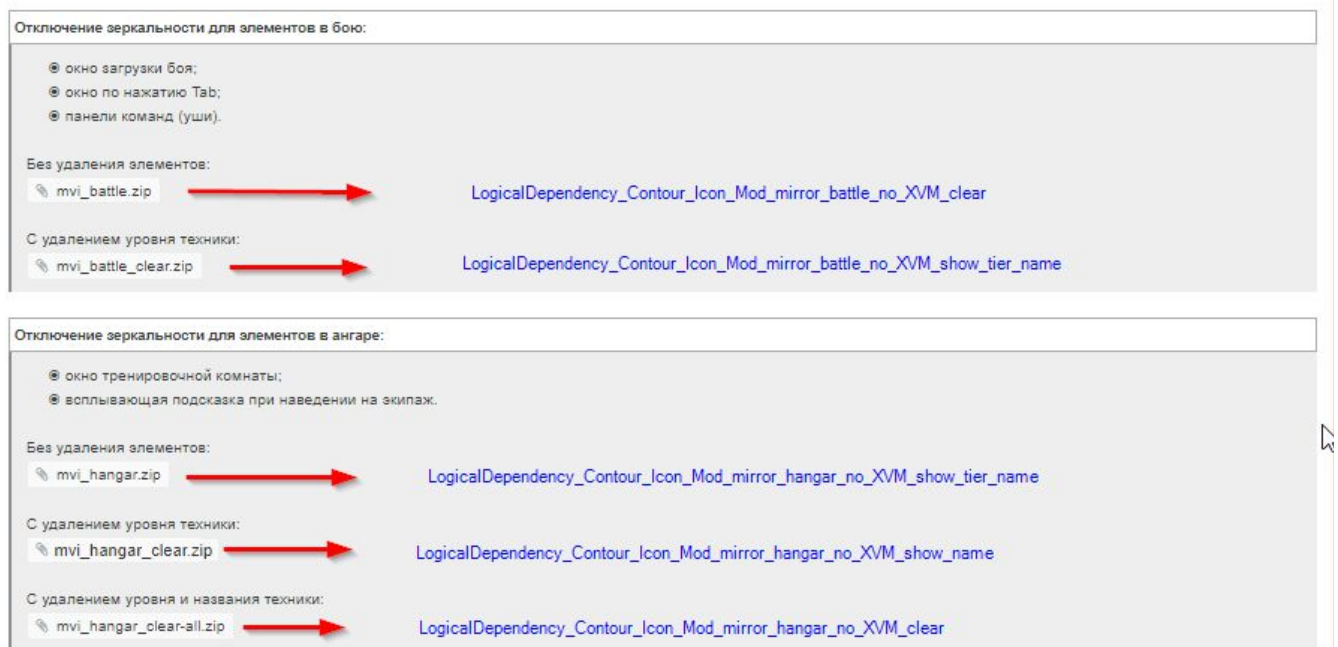 Отключение зеркальности для элементов в бою:
окно загрузки боя;
окно по нажатию Tab;
панели команд (уши).
Без удаления элементов:
mvi_battle.zip LogicalDependency_Contour_Icon_Mod_mirror_battle_no_XVM_clear
С удалением уровня техники:
mvi_battle_clear.zip LogicalDependency_Contour_Icon_Mod_mirror_battle_no_XVM_show_tier_name
Отключение зеркальности для элементов в ангаре:
окно тренировочной комнаты;
всплывающая подсказка при наведении на экипаж.
Без удаления элементов:
mvi_hangar.zip LogicalDependency_Contour_Icon_Mod_mirror_hangar_no_XVM_show_tier_name
С удалением уровня техники:
mvi_hangar_clear.zip LogicalDependency_Contour_Icon_Mod_mirror_hangar_no_XVM_show_name
С удалением уровня и названия техники:
mvi_hangar_clear-all.zip LogicalDependency_Contour_Icon_Mod_mirror_hangar_no_XVM_clear